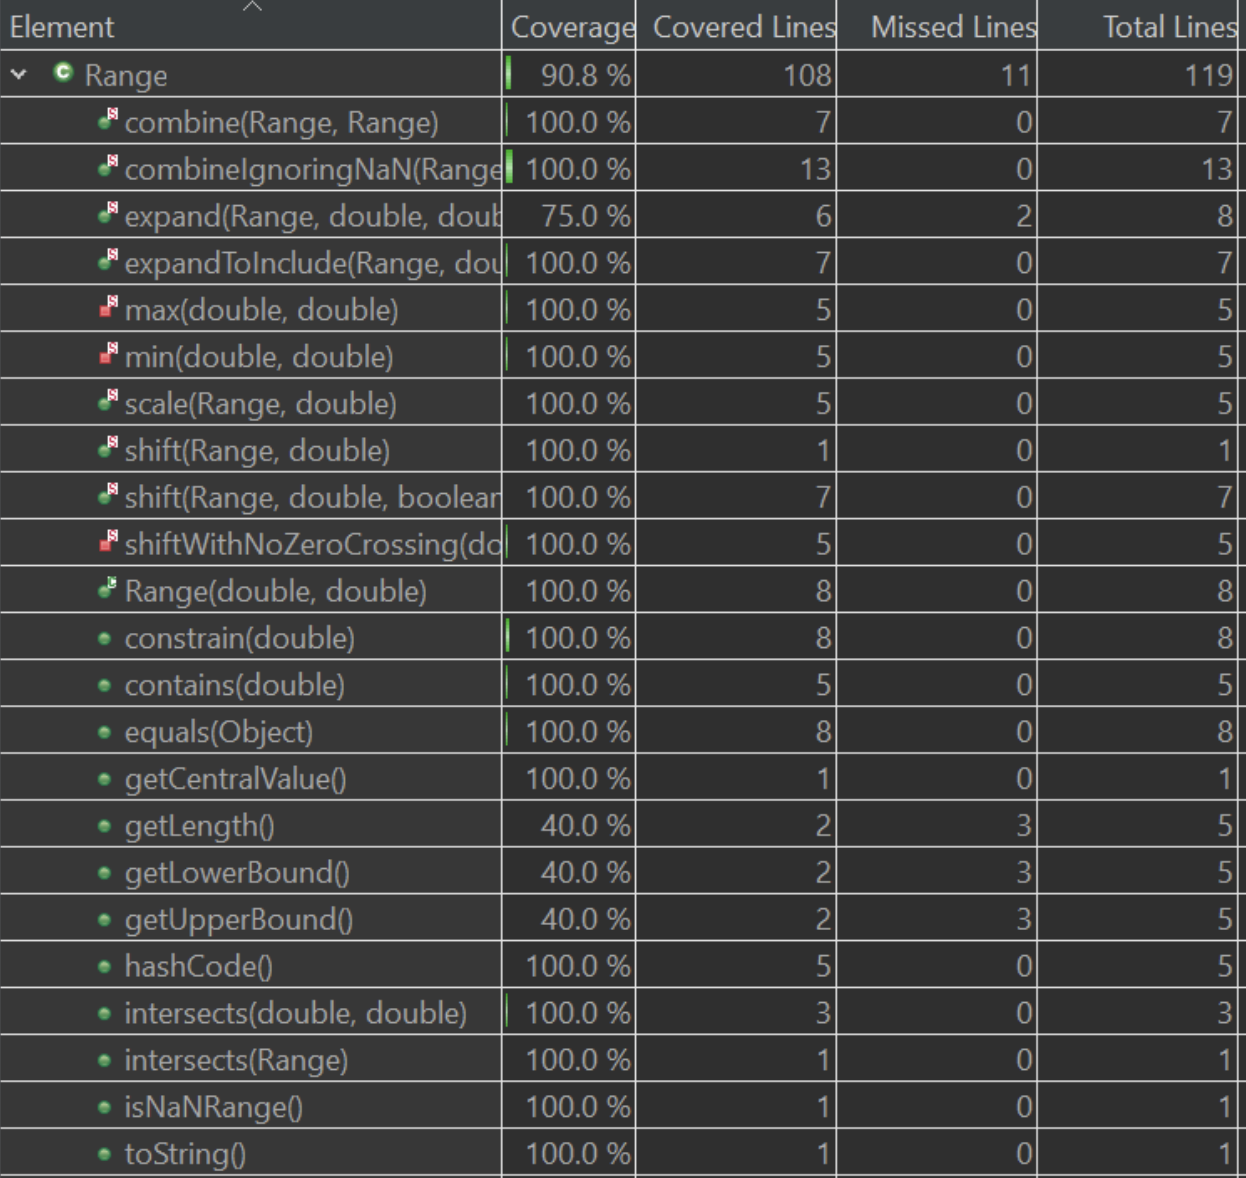 Element Coverage Covered Lines Missed Lines Total Lines
C Range 90.8 % 108 11 119
S combine(Range, Range) 100.0 % 7 0 7
S combineIgnoringNaN(Range 100.0 % 13 0 13
S expand(Range, double, doub 75.0 % 6 2 8
S expandToInclude(Range, dou 100.0 % 7 0 7
S max(double, double) 100.0 % 5 0 5
S min(double, double) 100.0 % 5 0 5
S scale(Range, double) 100.0 % 5 0 5
S shift(Range, double) 100.0 % 1 0 1
S shift(Range, double, boolean 100.0 % 7 0 7
S shiftWithNoZeroCrossing(do 100.0 % 5 0 5
C Range(double, double) 100.0 % 8 0 8
constrain(double) 100.0 % 8 0 8
contains(double) 100.0 % 5 0 5
equals(Object) 100.0 % 8 0 8
getCentralValue() 100.0 % 1 0 1
getLength() 40.0 % 2 3 5
getLowerBound() 40.0 % 2 3 5
getUpperBound() 40.0 % 2 3 5
hashCode() 100.0 % 5 0 5
intersects(double, double) 100.0 % 3 0 3
intersects(Range) 100.0 % 1 0 1
isNaNRange() 100.0 % 1 0 1
toString() 100.0 % 1 0 1